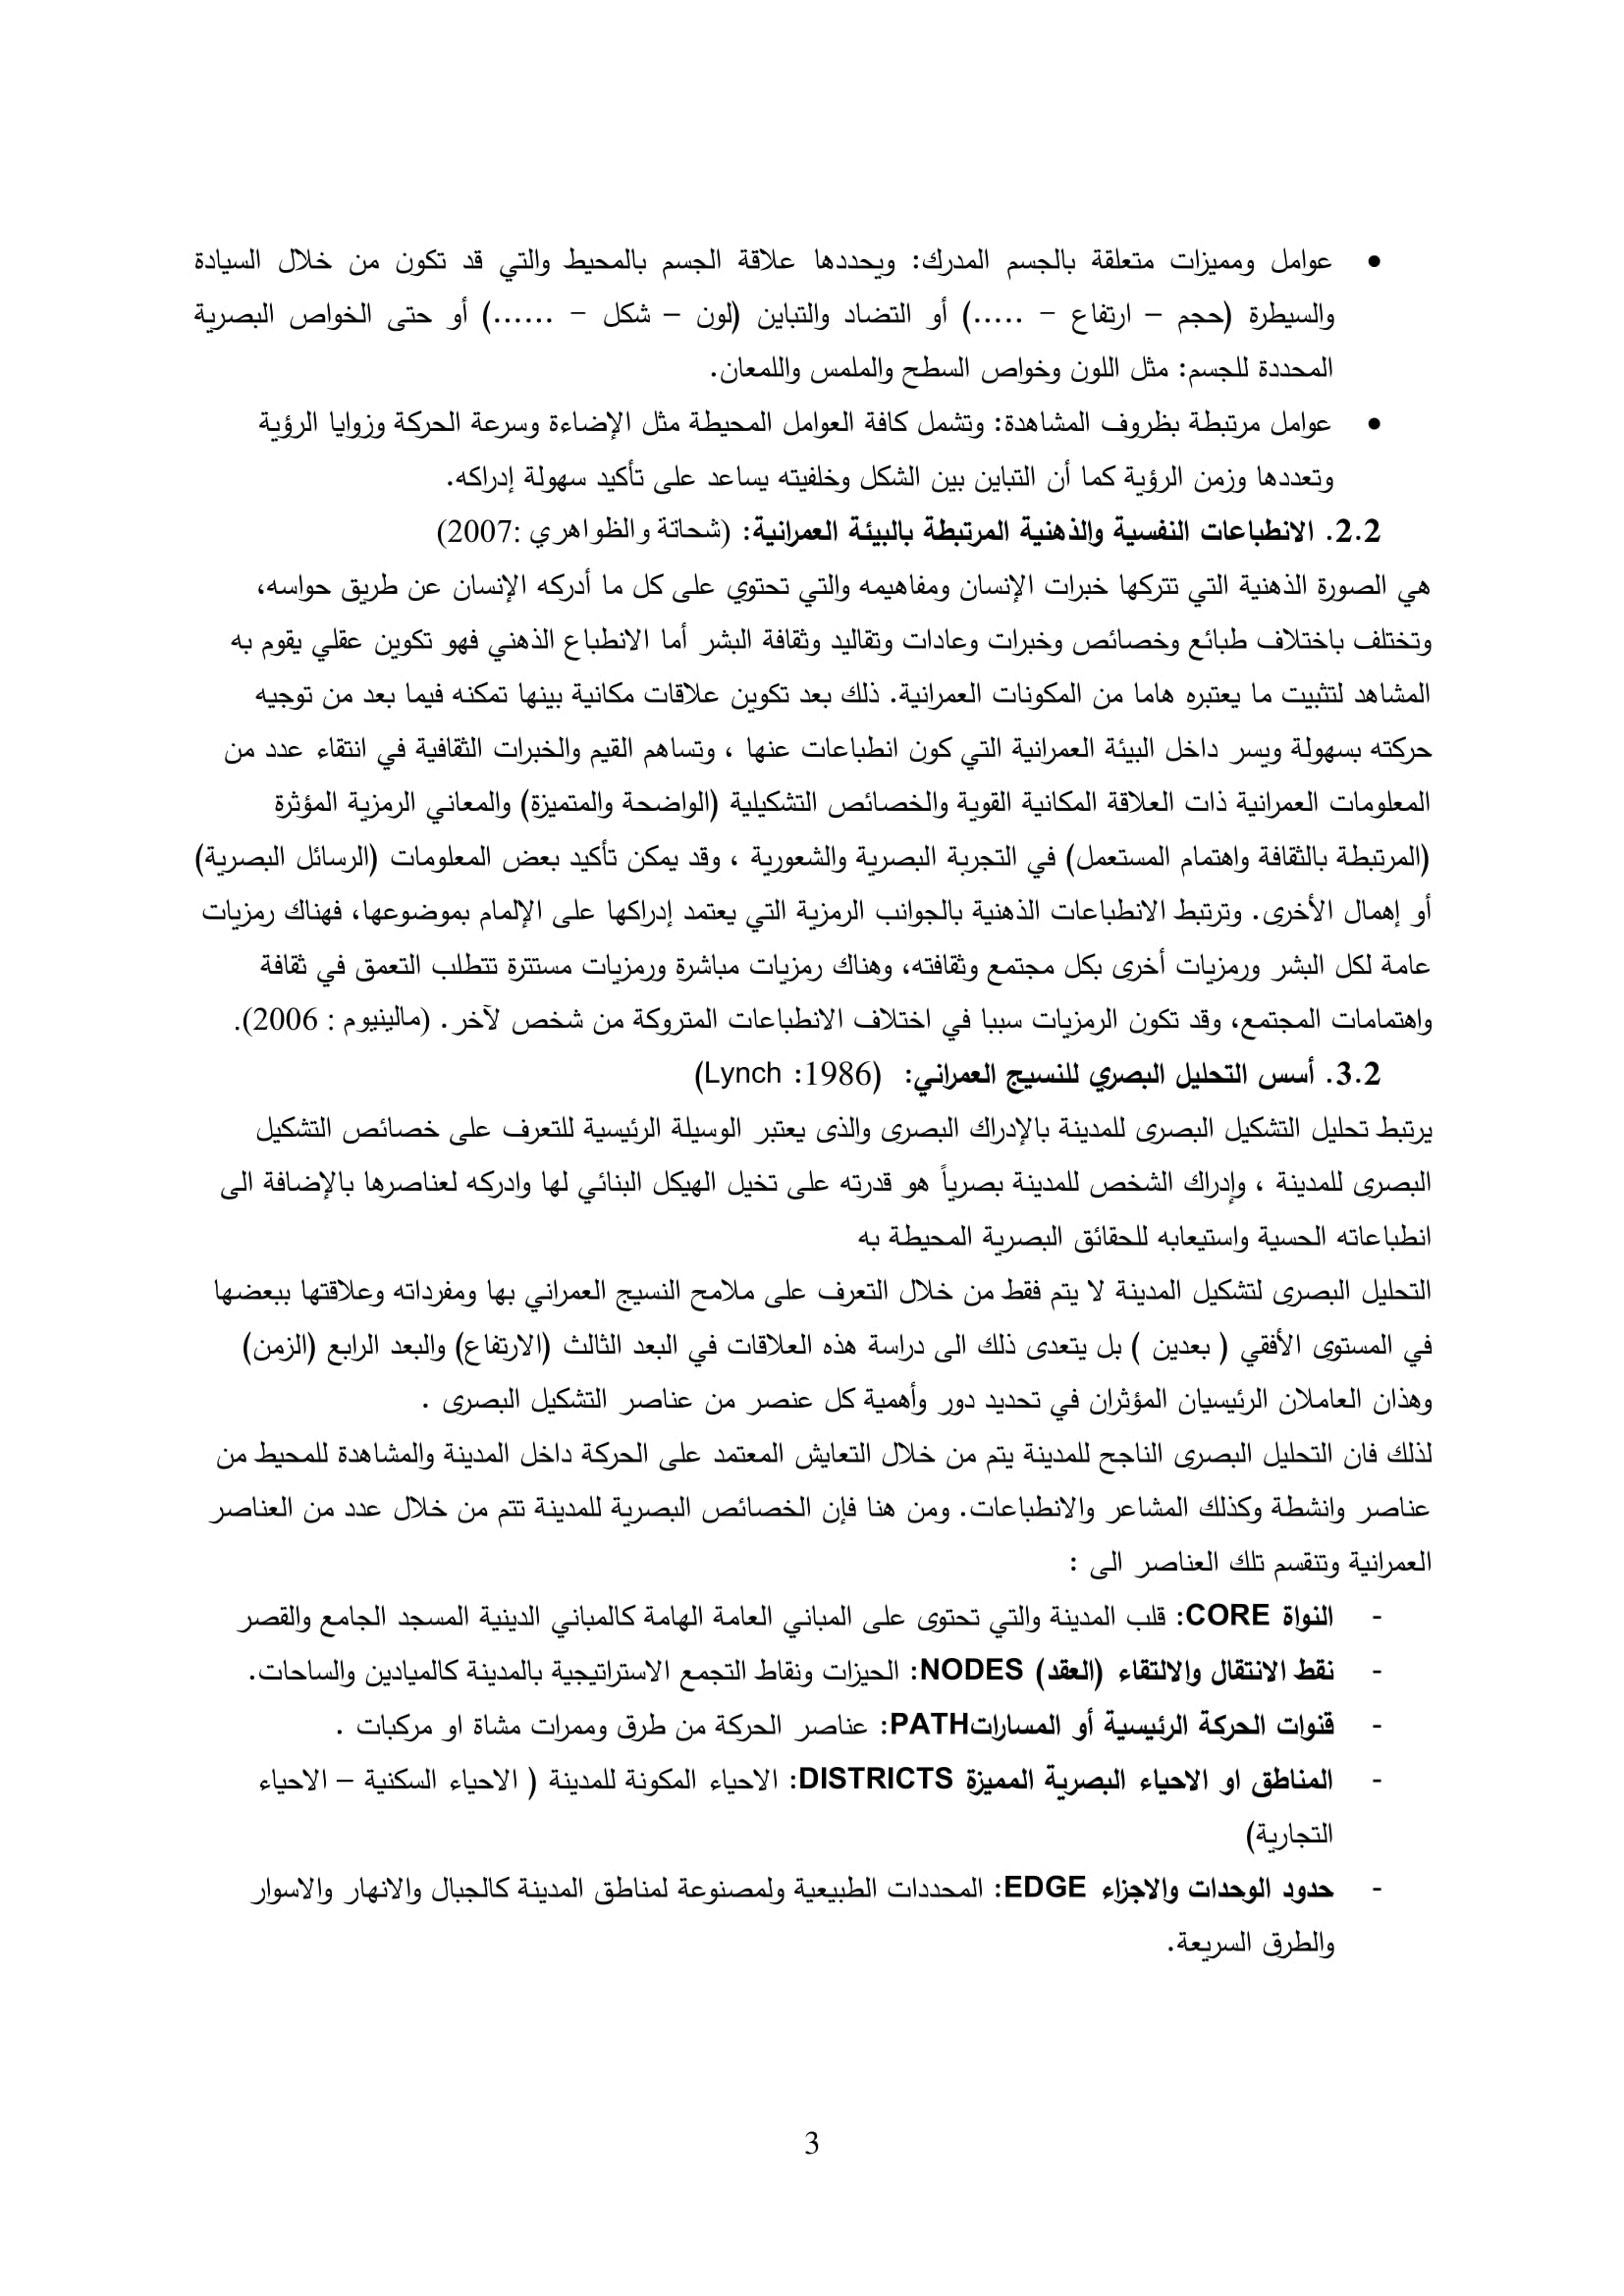 • عوامل ومميزات متعلقة بالجسم المدرك: ويحددها علاقة الجسم بالمحيط والتي قد تكون من خلال السيادة
والسيطرة (حجم – ارتفاع - .....) أو التضاد والتباين (لون – شكل - ......) أو حتى الخواص البصرية
المحددة للجسم: مثل اللون وخواص السطح والملمس واللمعان.
• عوامل مرتبطة بظروف المشاهدة: وتشمل كافة العوامل المحيطة مثل الإضاءة وسرعة الحركة وزوايا الرؤية
وتعددها وزمن الرؤية كما أن التباين بين الشكل وخلفيته يساعد على تأكيد سهولة إدراكه.
2.2. الانطباعات النفسية والذهنية المرتبطة بالبيئة العمرانية: (شحاتة والظواهري :2007)
هي الصورة الذهنية التي تتركها خبرات الإنسان ومفاهيمه والتي تحتوي على كل ما أدركه الإنسان عن طريق حواسه،
وتختلف باختلاف طبائع وخصائص وخبرات وعادات وتقاليد وثقافة البشر أما الانطباع الذهني فهو تكوين عقلي يقوم به
المشاهد لتثبيت ما يعتبره هاما من المكونات العمرانية. ذلك بعد تكوين علاقات مكانية بينها تمكنه فيما بعد من توجيه
حركته بسهولة ويسر داخل البيئة العمرانية التي كون انطباعات عنها ، وتساهم القيم والخبرات الثقافية في انتقاء عدد من
المعلومات العمرانية ذات العلاقة المكانية القوية والخصائص التشكيلية (الواضحة والمتميزة) والمعاني الرمزية المؤثرة
(المرتبطة بالثقافة واهتمام المستعمل) في التجربة البصرية والشعورية ، وقد يمكن تأكيد بعض المعلومات (الرسائل البصرية)
أو إهمال الأخرى. وترتبط الانطباعات الذهنية بالجوانب الرمزية التي يعتمد إدراكها على الإلمام بموضوعها، فهناك رمزيات
عامة لكل البشر ورمزيات أخرى بكل مجتمع وثقافته، وهناك رمزيات مباشرة ورمزيات مستترة تتطلب التعمق في ثقافة
واهتمامات المجتمع، وقد تكون الرمزيات سببا في اختلاف الانطباعات المتروكة من شخص لآخر. (مالينيوم : 2006).
3.2. أسس التحليل البصري للنسيج العمراني: (Lynch :1986)
يرتبط تحليل التشكيل البصرى للمدينة بالإدراك البصرى والذى يعتبر الوسيلة الرئيسية للتعرف على خصائص التشكيل
البصرى للمدينة ، وإدراك الشخص للمدينة بصرياً هو قدرته على تخيل الهيكل البنائي لها وادركه لعناصرها بالإضافة الى
انطباعاته الحسية واستيعابه للحقائق البصرية المحيطة به
التحليل البصرى لتشكيل المدينة لا يتم فقط من خلال التعرف على ملامح النسيج العمراني بها ومفرداته وعلاقتها ببعضها
في المستوى الأفقي ( بعدين ) بل يتعدى ذلك الى دراسة هذه العلاقات في البعد الثالث (الارتفاع) والبعد الرابع (الزمن)
وهذان العاملان الرئيسيان المؤثران في تحديد دور وأهمية كل عنصر من عناصر التشكيل البصرى .
لذلك فان التحليل البصرى الناجح للمدينة يتم من خلال التعايش المعتمد على الحركة داخل المدينة والمشاهدة للمحيط من
عناصر وانشطة وكذلك المشاعر والانطباعات. ومن هنا فإن الخصائص البصرية للمدينة تتم من خلال عدد من العناصر
العمرانية وتنقسم تلك العناصر الى :
- النواة CORE: قلب المدينة والتي تحتوى على المباني العامة الهامة كالمباني الدينية المسجد الجامع والقصر
- نقط الانتقال والالتقاء (العقد) NODES: الحيزات ونقاط التجمع الاستراتيجية بالمدينة كالميادين والساحات.
- قنوات الحركة الرئيسية أو المساراتPATH: عناصر الحركة من طرق وممرات مشاة او مركبات .
- المناطق او الاحياء البصرية المميزة DISTRICTS: الاحياء المكونة للمدينة ( الاحياء السكنية – الاحياء
التجارية)
- حدود الوحدات والاجزاء EDGE: المحددات الطبيعية ولمصنوعة لمناطق المدينة كالجبال والانهار والاسوار
والطرق السريعة.
3